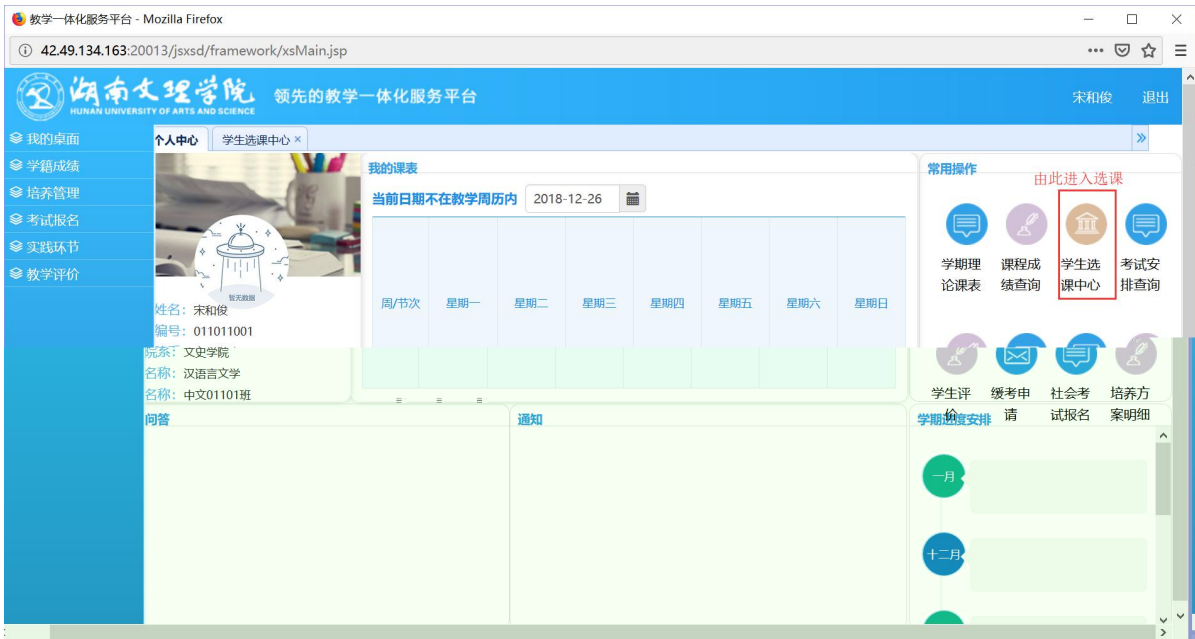 教学一体化服务平台 - Mozilla Firefox
42.49.134.163:20013/jsxsd/framework/xsMain.jsp
湖南文理学院
HUNAN UNIVERSITY OF ARTS AND SCIENCE
领先的教学一体化服务平台
宋和俊 退出
我的桌面
学籍成绩
培养管理
考试报名
实践环节
教学评价
个人中心 学生选课中心 ×
暂无数据
姓名：宋和俊
编号：011011001
院系：文史学院
名称：汉语言文学
名称：中文01101班
我的课表
当前日期不在教学周历内 2018-12-26
周/节次 星期一 星期二 星期三 星期四 星期五 星期六 星期日
常用操作
由此进入选课
学期理论课表
课程成绩查询
学生选课中心
考试安排查询
学生评价
缓考申请
社会考试报名
培养方案明细
问答
通知
学期进度安排
一月
十二月